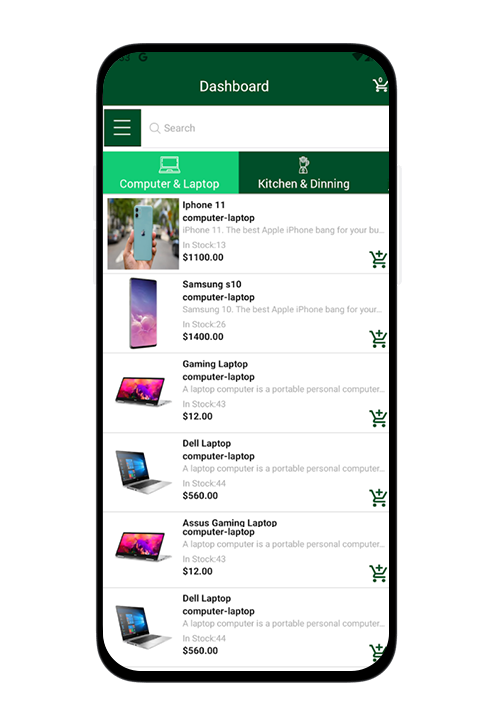 Dashboard
0
Search
Computer & Laptop
Kitchen & Dinning
Iphone 11
computer-laptop
iPhone 11. The best Apple iPhone bang for your bu...
In Stock:13
$1100.00
Samsung s10
computer-laptop
Samsung 10. The best Apple iPhone bang for your...
In Stock:26
$1400.00
Gaming Laptop
computer-laptop
A laptop computer is a portable personal computer...
In Stock:43
$12.00
Dell Laptop
computer-laptop
A laptop computer is a portable personal computer...
In Stock:44
$560.00
Assus Gaming Laptop
computer-laptop
A laptop computer is a portable personal computer...
In Stock:43
$12.00
Dell Laptop
computer-laptop
A laptop computer is a portable personal computer...
In Stock:44
$560.00